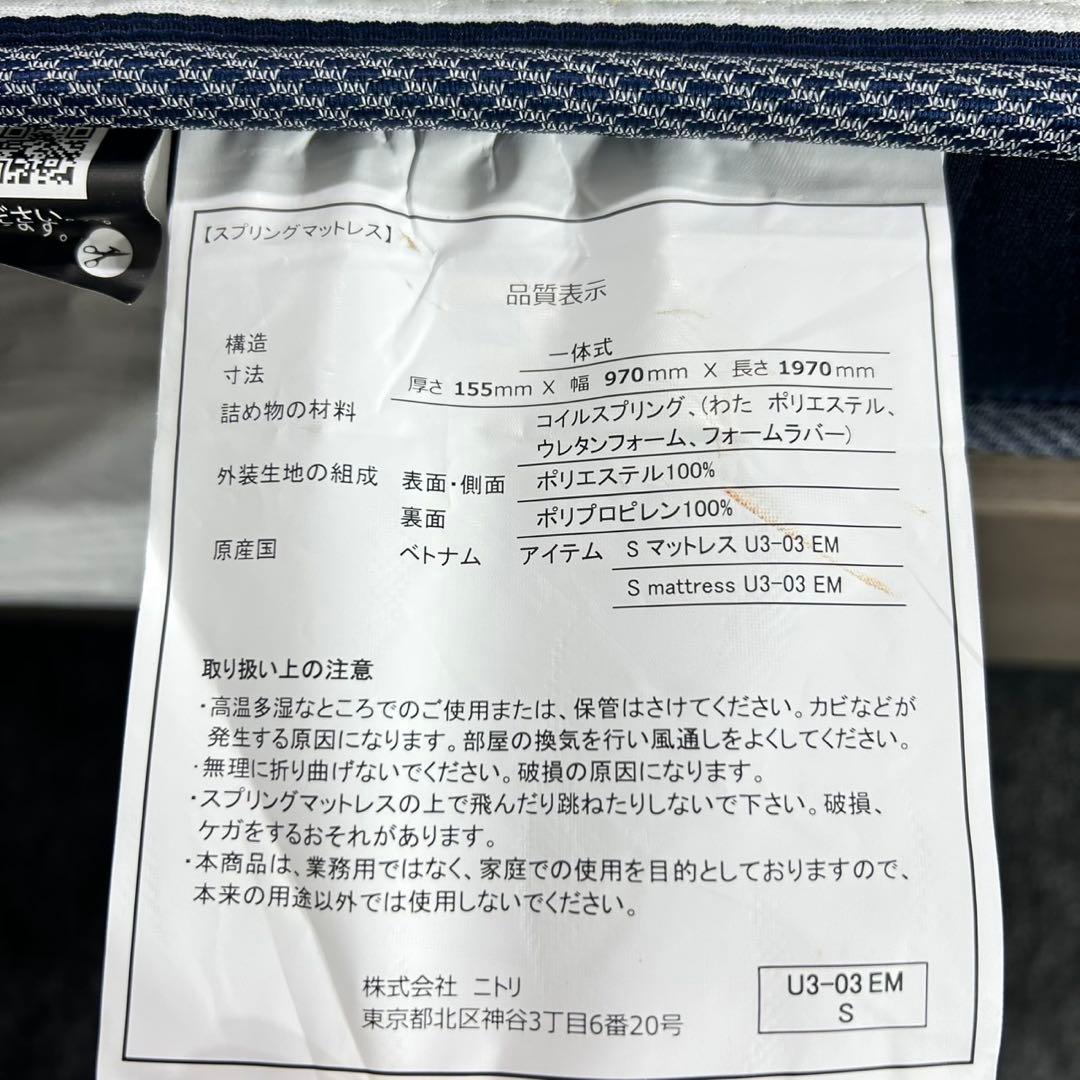 ださい。
ます。
【スプリングマットレス】
品質表示
構造 一体式
寸法 厚さ 155mm X 幅 970mm X 長さ 1970mm
詰め物の材料 コイルスプリング、(わた ポリエステル、
ウレタンフォーム、フォームラバー)
外装生地の組成 表面・側面 ポリエステル100%
裏面 ポリプロピレン100%
原産国 ベトナム アイテム S マットレス U3-03 EM
S mattress U3-03 EM
取り扱い上の注意
・高温多湿なところでのご使用または、保管はさけてください。カビなどが
発生する原因になります。部屋の換気を行い風通しをよくしてください。
・無理に折り曲げないでください。破損の原因になります。
・スプリングマットレスの上で飛んだり跳ねたりしないで下さい。破損、
ケガをするおそれがあります。
・本商品は、業務用ではなく、家庭での使用を目的としておりますので、
本来の用途以外では使用しないでください。
株式会社 ニトリ
東京都北区神谷3丁目6番20号
U3-03 EM
S